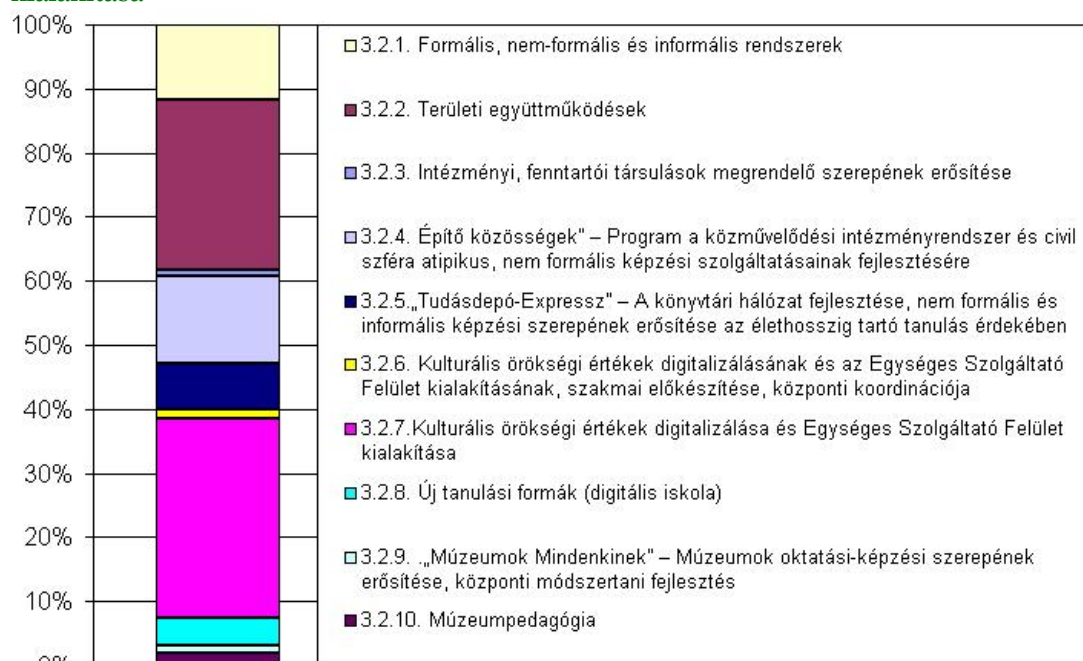 100%
90%
80%
70%
60%
50%
40%
30%
20%
10%
3.2.1. Formális, nem-formális és informális rendszerek
3.2.2. Területi együttműködések
3.2.3. Intézményi, fenntartói társulások megrendelő szerepének erősítése
3.2.4. Építő közösségek" – Program a közművelődési intézményrendszer és civil
szféra atipikus, nem formális képzési szolgáltatásainak fejlesztésére
3.2.5.„Tudásdepó-Expressz" – A könyvtári hálózat fejlesztése, nem formális és
informális képzési szerepének erősítése az élethosszig tartó tanulás érdekében
3.2.6. Kulturális örökségi értékek digitalizálásának és az Egységes Szolgáltató
Felület kialakításának, szakmai előkészítése, központi koordinációja
3.2.7.Kulturális örökségi értékek digitalizálása és Egységes Szolgáltató Felület
kialakítása
3.2.8. Új tanulási formák (digitális iskola)
3.2.9. .„Múzeumok Mindenkinek" – Múzeumok oktatási-képzési szerepének
erősítése, központi módszertani fejlesztés
3.2.10. Múzeumpedagógia